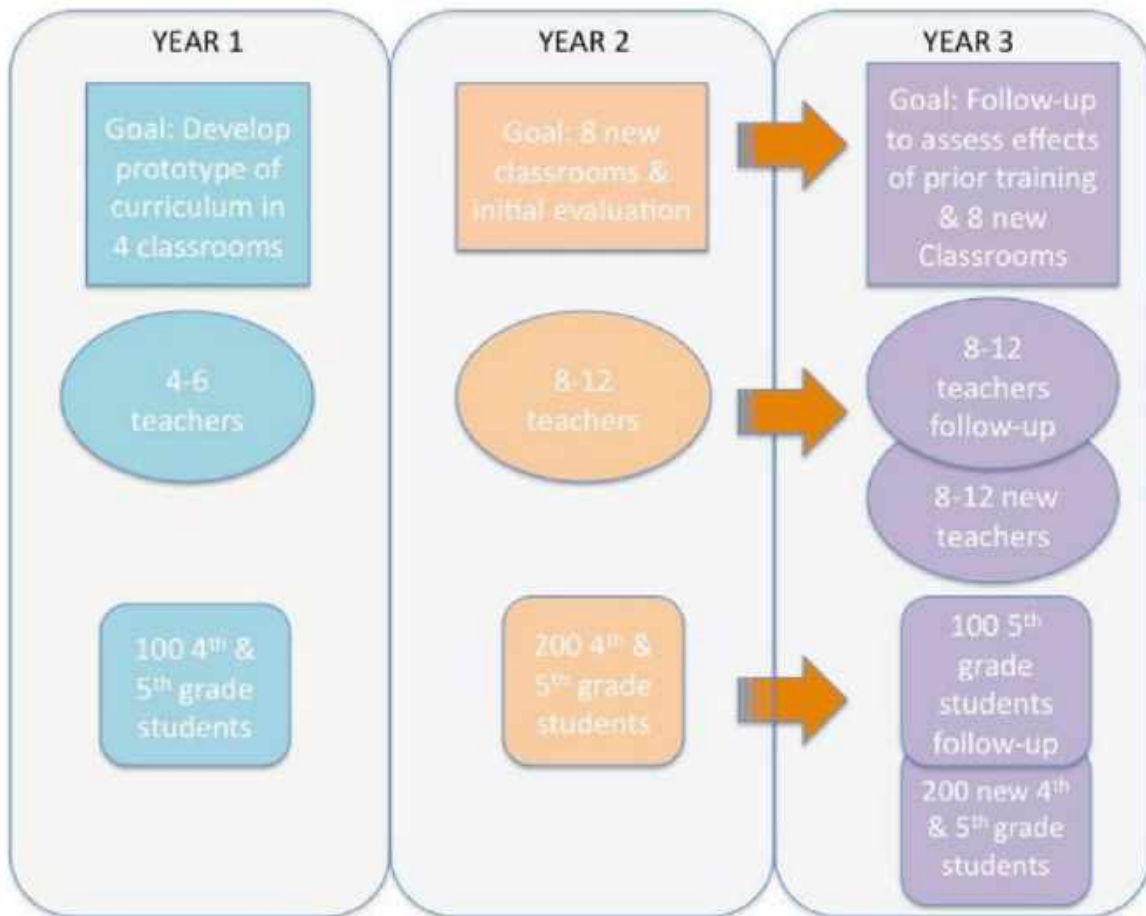 YEAR 1
Goal: Develop
prototype of
curriculum in
4 classrooms
4-6
teachers
100 4th &
5th grade
students
YEAR 2
Goal: 8 new
classrooms &
initial evaluation
8-12
teachers
200 4th &
5th grade
students
YEAR 3
Goal: Follow-up
to assess effects
of prior training
& 8 new
Classrooms
8-12
teachers
follow-up
8-12 new
teachers
100 5th
grade
students
follow-up
200 new 4th
& 5th grade
students